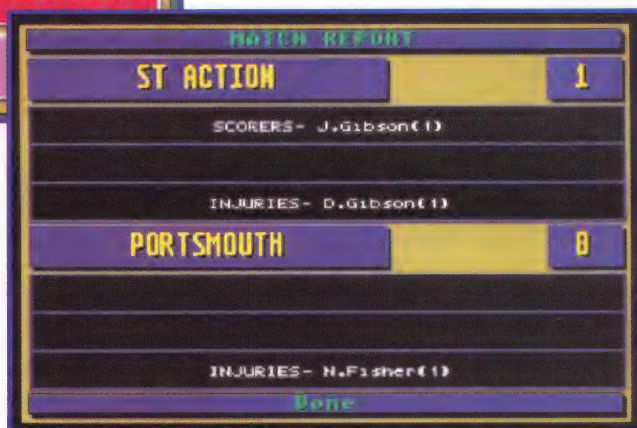 MATCH REPORT
ST ACTION 1
SCORERS- J.Gibson(1)
INJURIES- D.Gibson(1)
PORTSMOUTH 0
INJURIES- N.Fisher(1)
Done